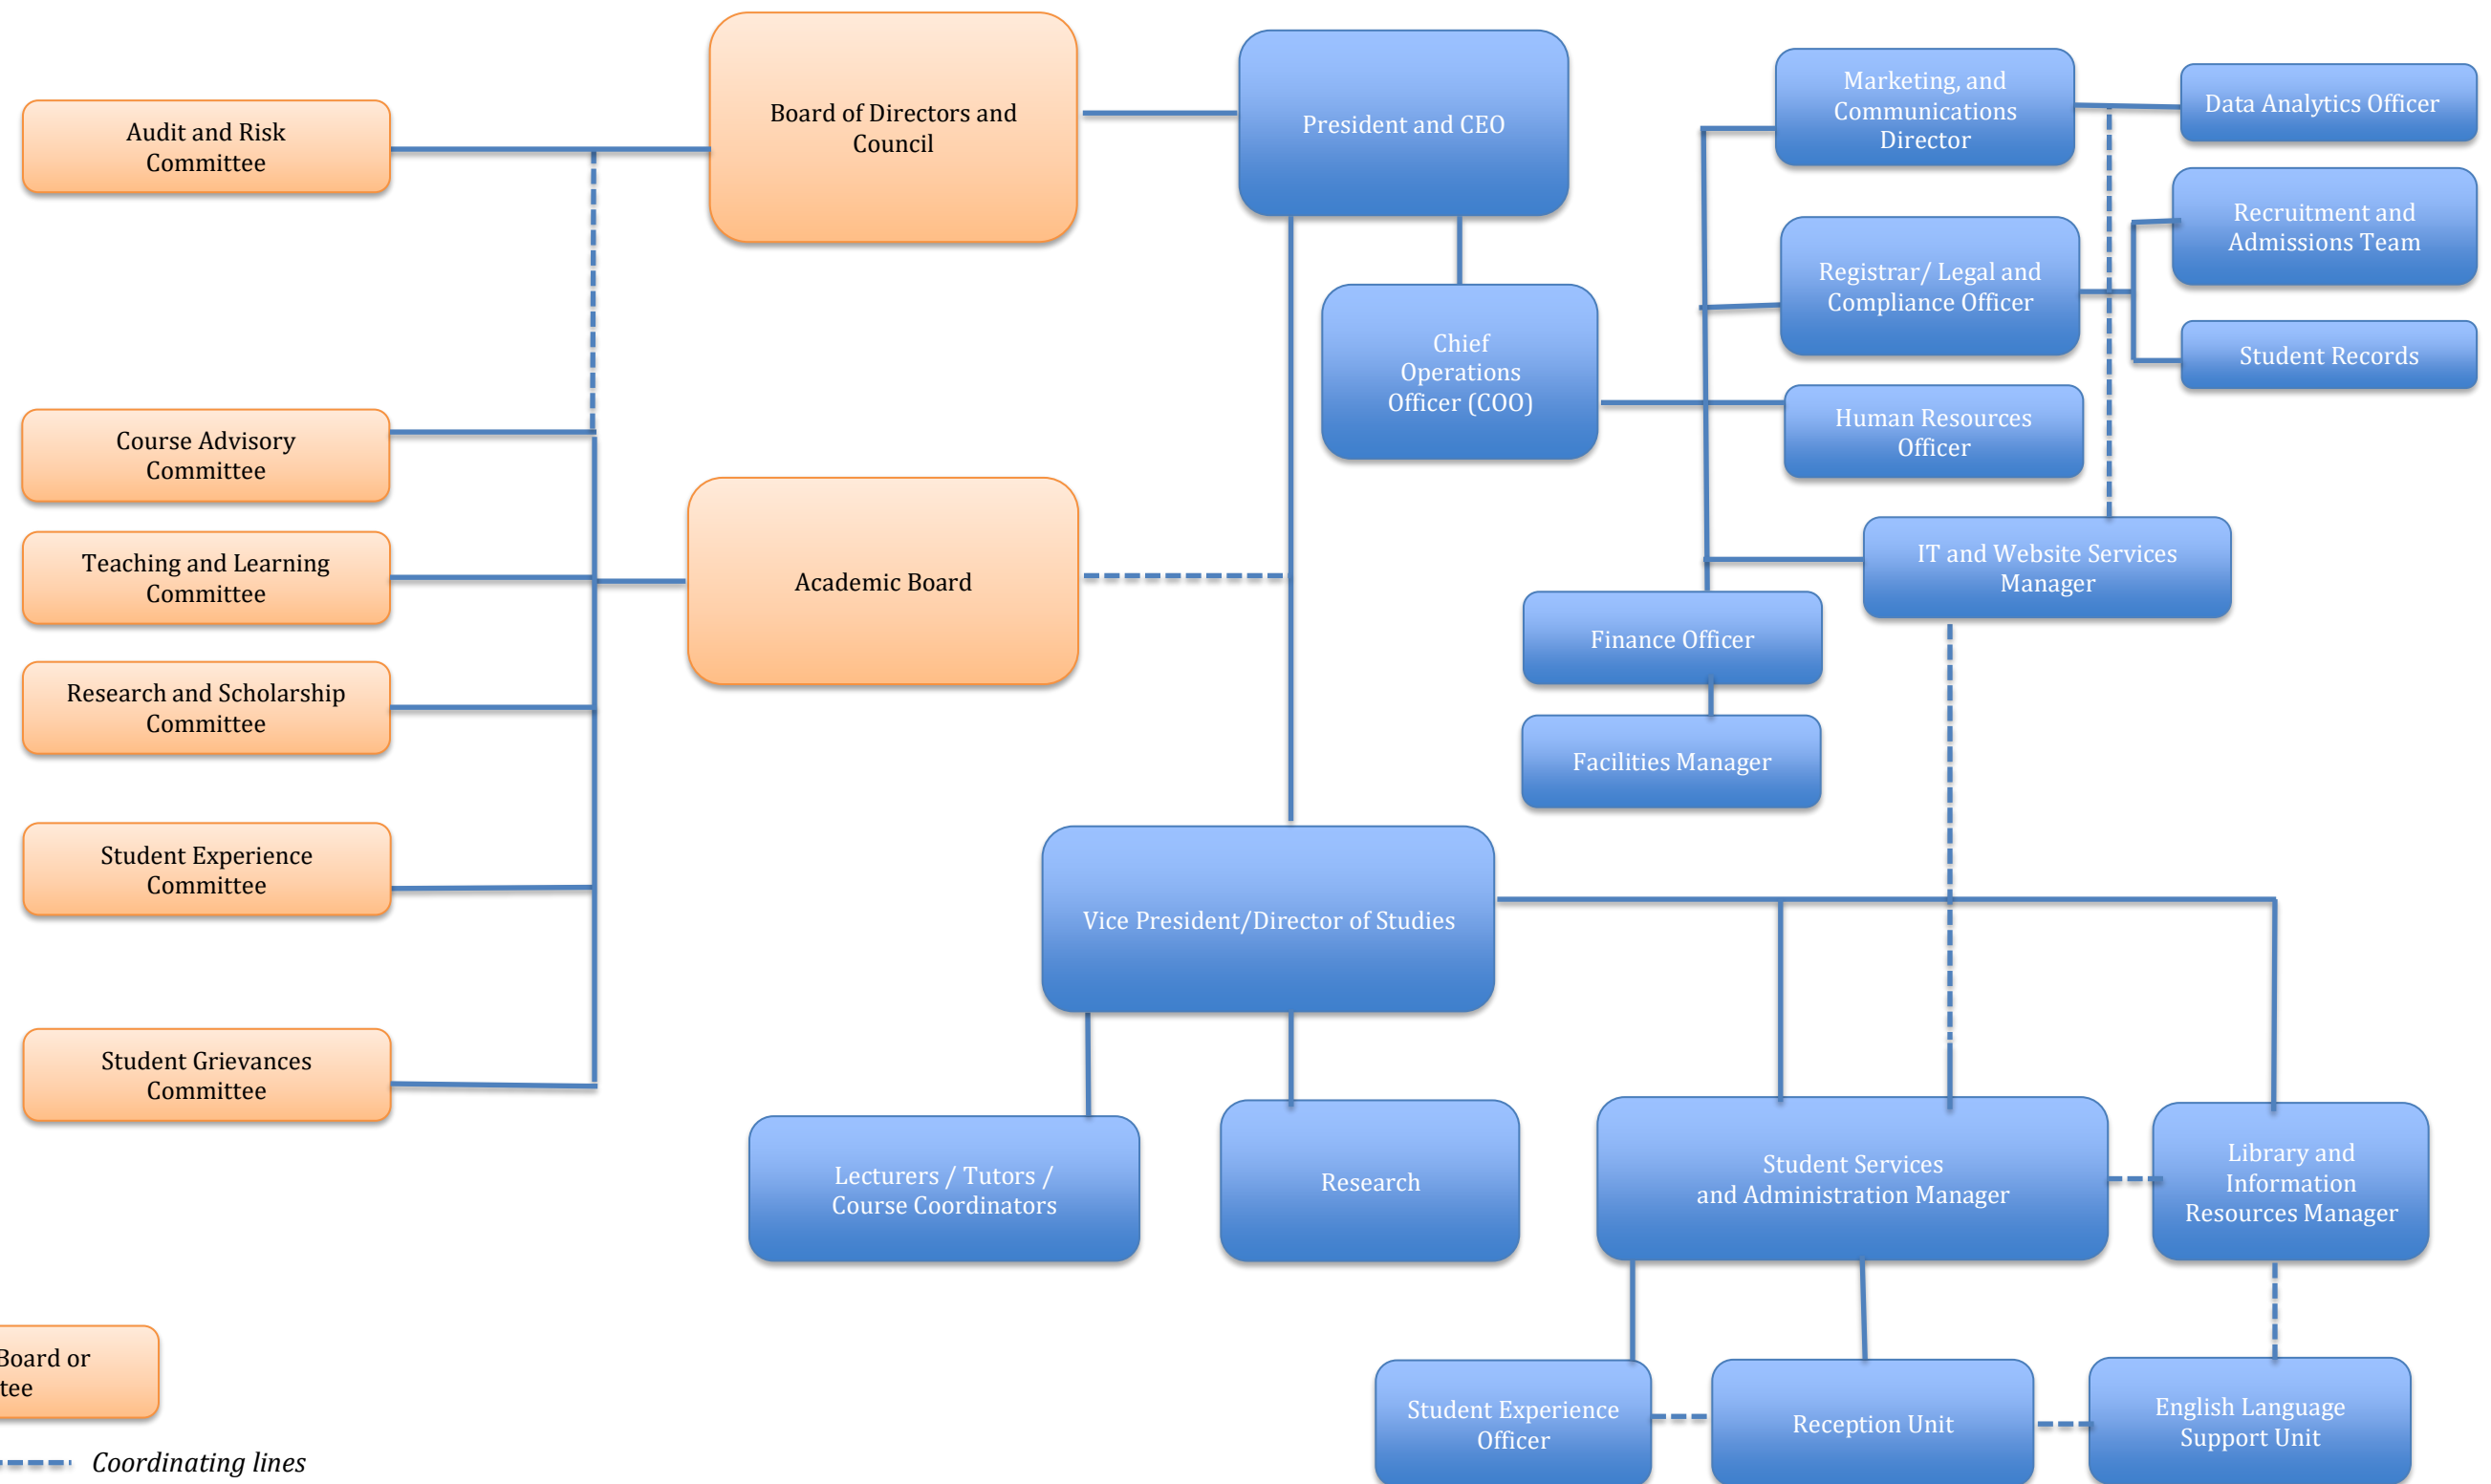 Board of Directors and
Council
President and CEO
Marketing, and
Communications
Director
Data Analytics Officer
Audit and Risk
Committee
Recruitment and
Admissions Team
Registrar/ Legal and
Compliance Officer
Student Records
Chief
Operations
Officer (COO)
Human Resources
Officer
Course Advisory
Committee
Teaching and Learning
Committee
Academic Board
IT and Website Services
Manager
Finance Officer
Research and Scholarship
Committee
Facilities Manager
Student Experience
Committee
Vice President/Director of Studies
Student Grievances
Committee
Lecturers / Tutors /
Course Coordinators
Research
Student Services
and Administration Manager
Library and
Information
Resources Manager
Board or
tee
Student Experience
Officer
Reception Unit
English Language
Support Unit
Coordinating lines